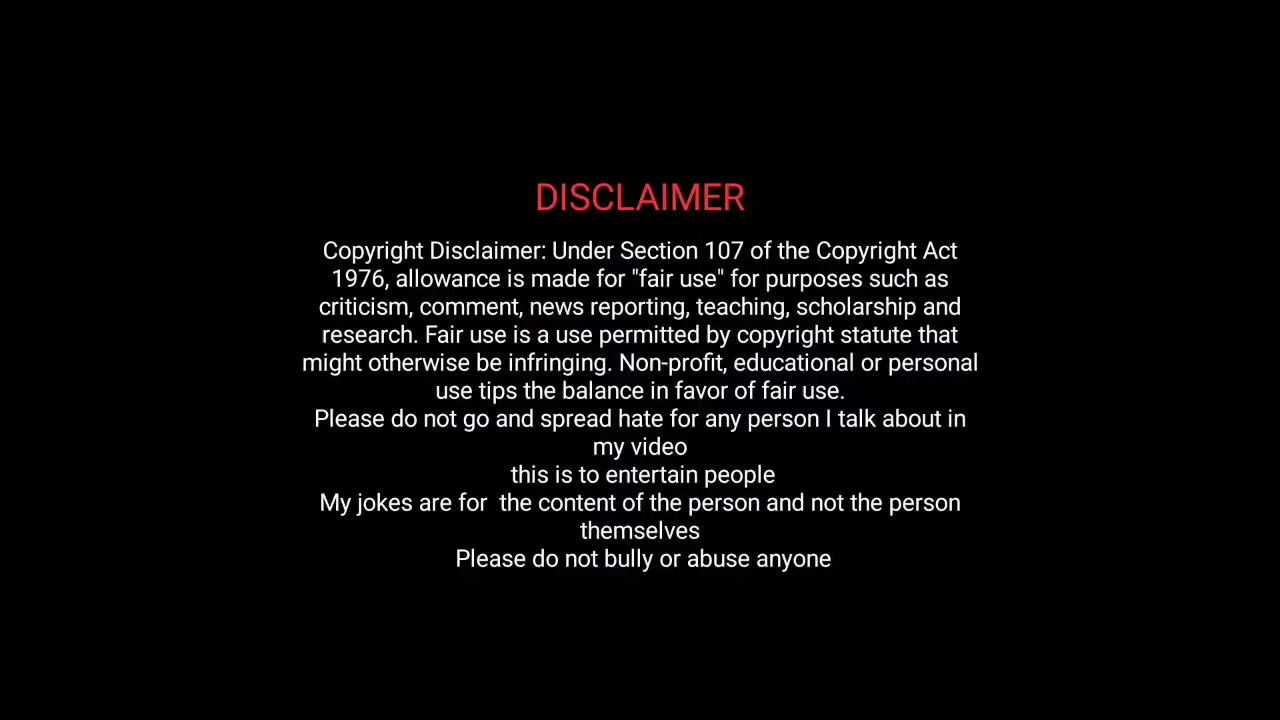 DISCLAIMER
Copyright Disclaimer: Under Section 107 of the Copyright Act
1976, allowance is made for "fair use" for purposes such as
criticism, comment, news reporting, teaching, scholarship and
research. Fair use is a use permitted by copyright statute that
might otherwise be infringing. Non-profit, educational or personal
use tips the balance in favor of fair use.
Please do not go and spread hate for any person I talk about in
my video
this is to entertain people
My jokes are for  the content of the person and not the person
themselves
Please do not bully or abuse anyone